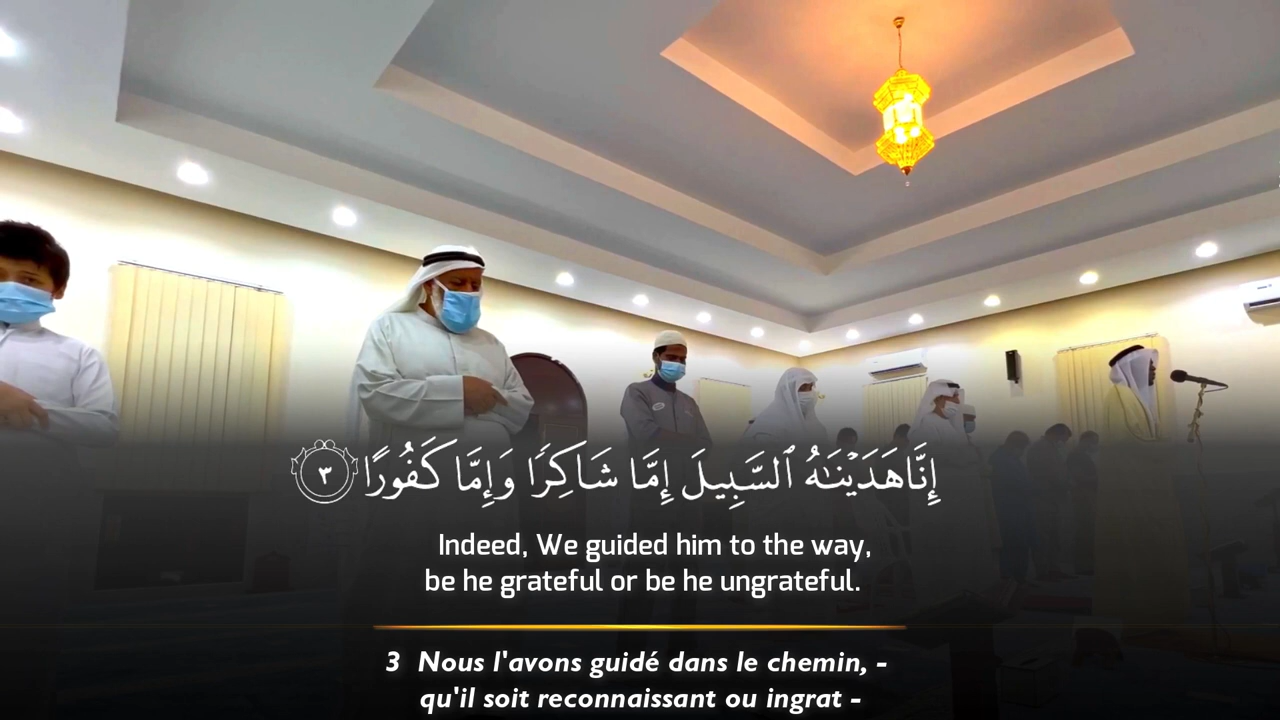 إِنَّا هَدَيْنَـٰهُ ٱلسَّبِيلَ إِمَّا شَاكِرًۭا وَإِمَّا كَفُورًا ٣
Indeed, We guided him to the way,
be he grateful or be he ungrateful.
3 Nous l'avons guidé dans le chemin, -
qu'il soit reconnaissant ou ingrat -